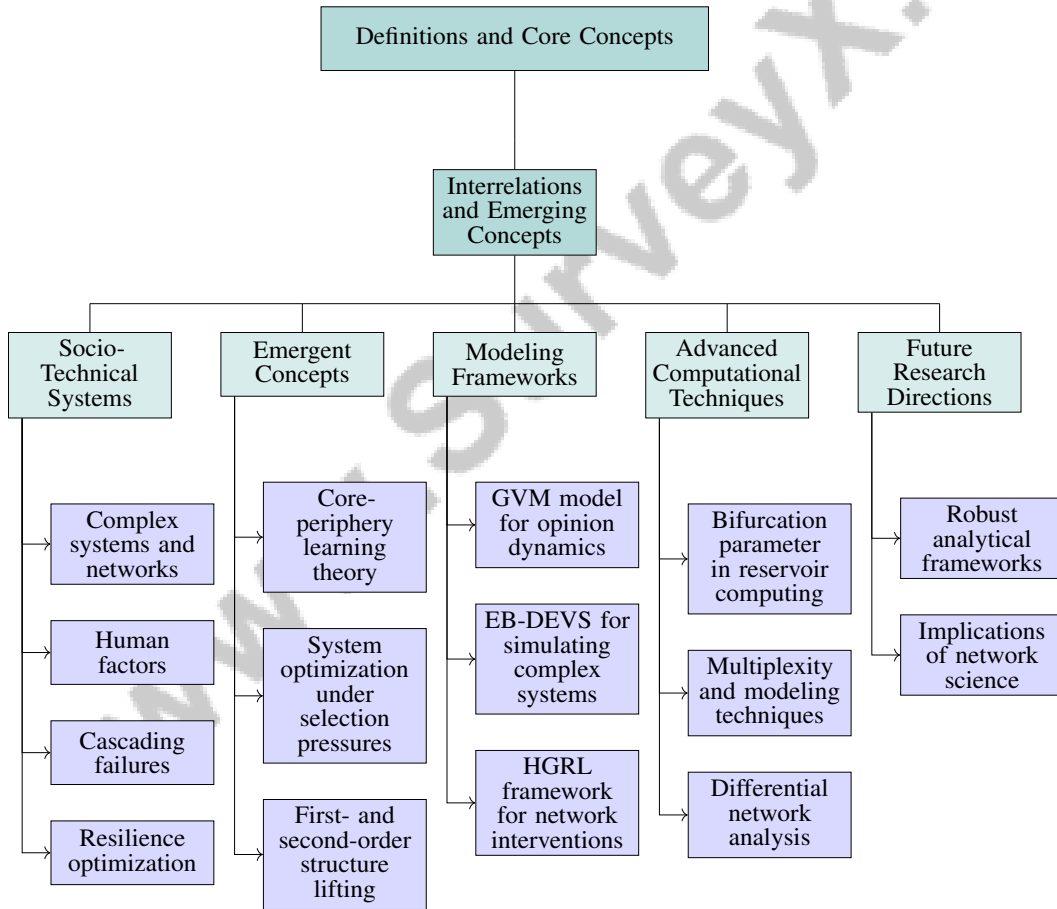 Definitions and Core Concepts
Interrelations
and Emerging
Concepts
Socio-
Technical
Systems
Emergent
Concepts
Modeling
Frameworks
Advanced
Computational
Techniques
Future
Research
Directions
Complex
systems and
networks
Human
factors
Cascading
failures
Resilience
optimization
Core-
periphery
learning
theory
System
optimization
under
selection
pressures
First- and
second-order
structure
lifting
GVM model
for opinion
dynamics
EB-DEVS for
simulating
complex
systems
HGRL
framework
for network
interventions
Bifurcation
parameter
in reservoir
computing
Multiplexity
and modeling
techniques
Differential
network
analysis
Robust
analytical
frameworks
Implications
of network
science
www.surveyx.